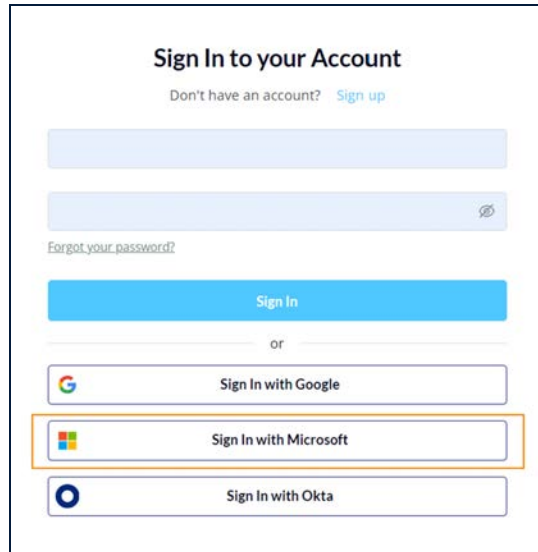 Sign In to your Account
Don't have an account? Sign up
Forgot your password?
Sign In
or
Sign In with Google
Sign In with Microsoft
Sign In with Okta